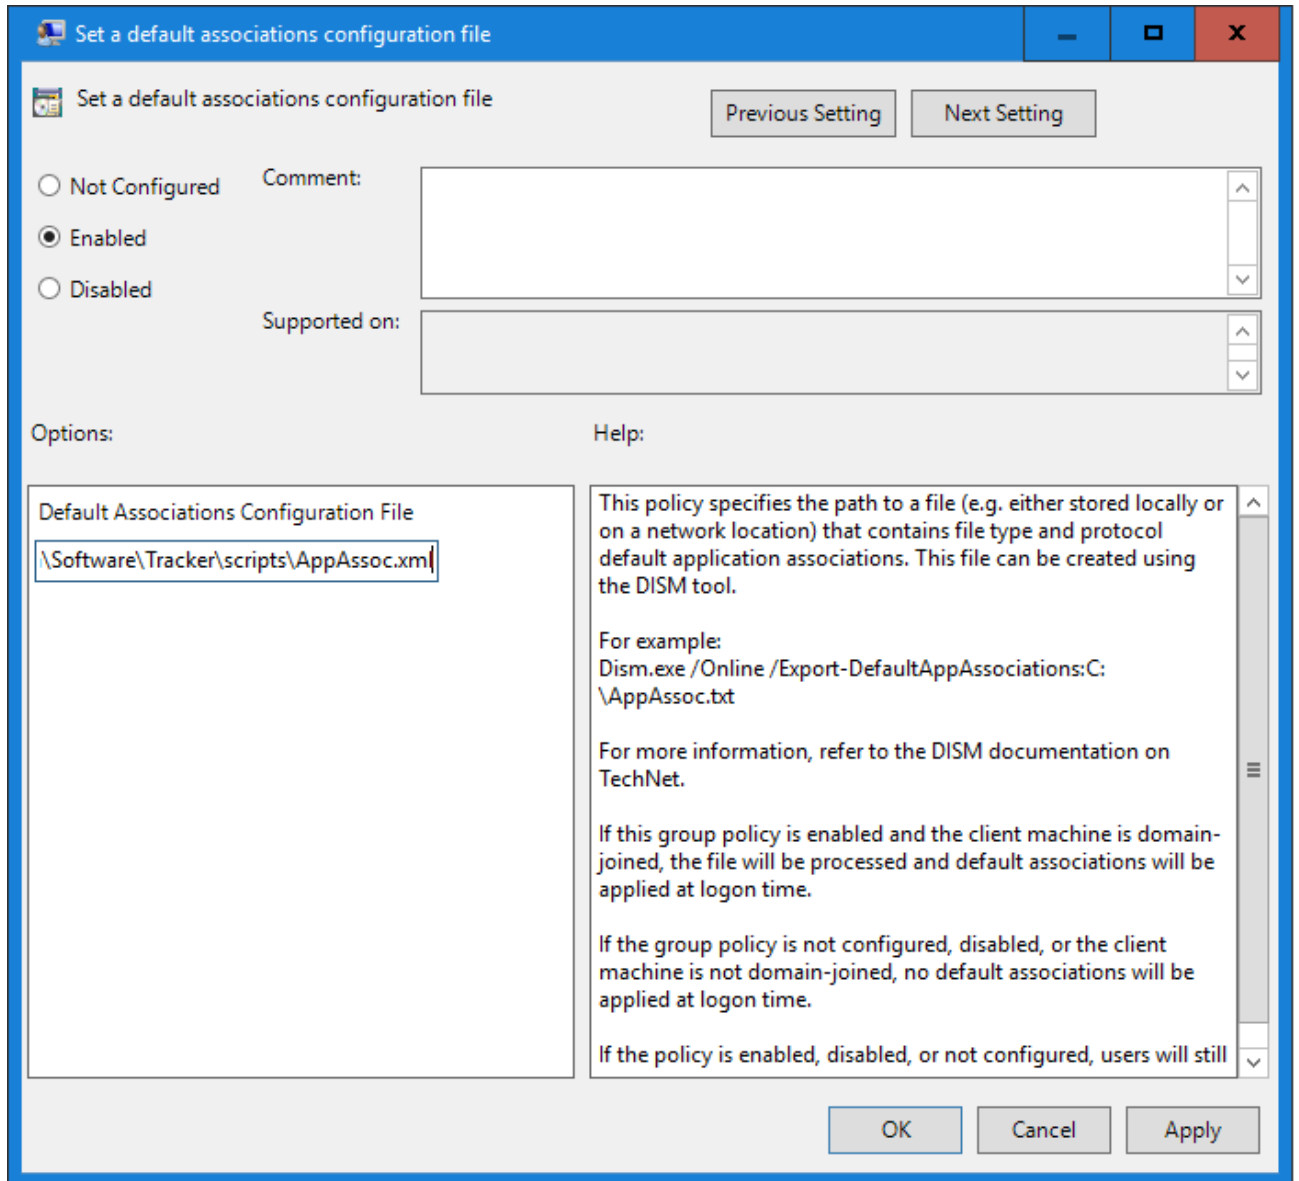 Set a default associations configuration file
Set a default associations configuration file
Previous Setting
Next Setting
Not Configured
Comment:
Enabled
Disabled
Supported on:
Options:
Help:
Default Associations Configuration File
\Software\Tracker\scripts\AppAssoc.xml
This policy specifies the path to a file (e.g. either stored locally or
on a network location) that contains file type and protocol
default application associations. This file can be created using
the DISM tool.
For example:
Dism.exe /Online /Export-DefaultAppAssociations:C:
\AppAssoc.txt
For more information, refer to the DISM documentation on
TechNet.
If this group policy is enabled and the client machine is domain-
joined, the file will be processed and default associations will be
applied at logon time.
If the group policy is not configured, disabled, or the client
machine is not domain-joined, no default associations will be
applied at logon time.
If the policy is enabled, disabled, or not configured, users will still
OK
Cancel
Apply